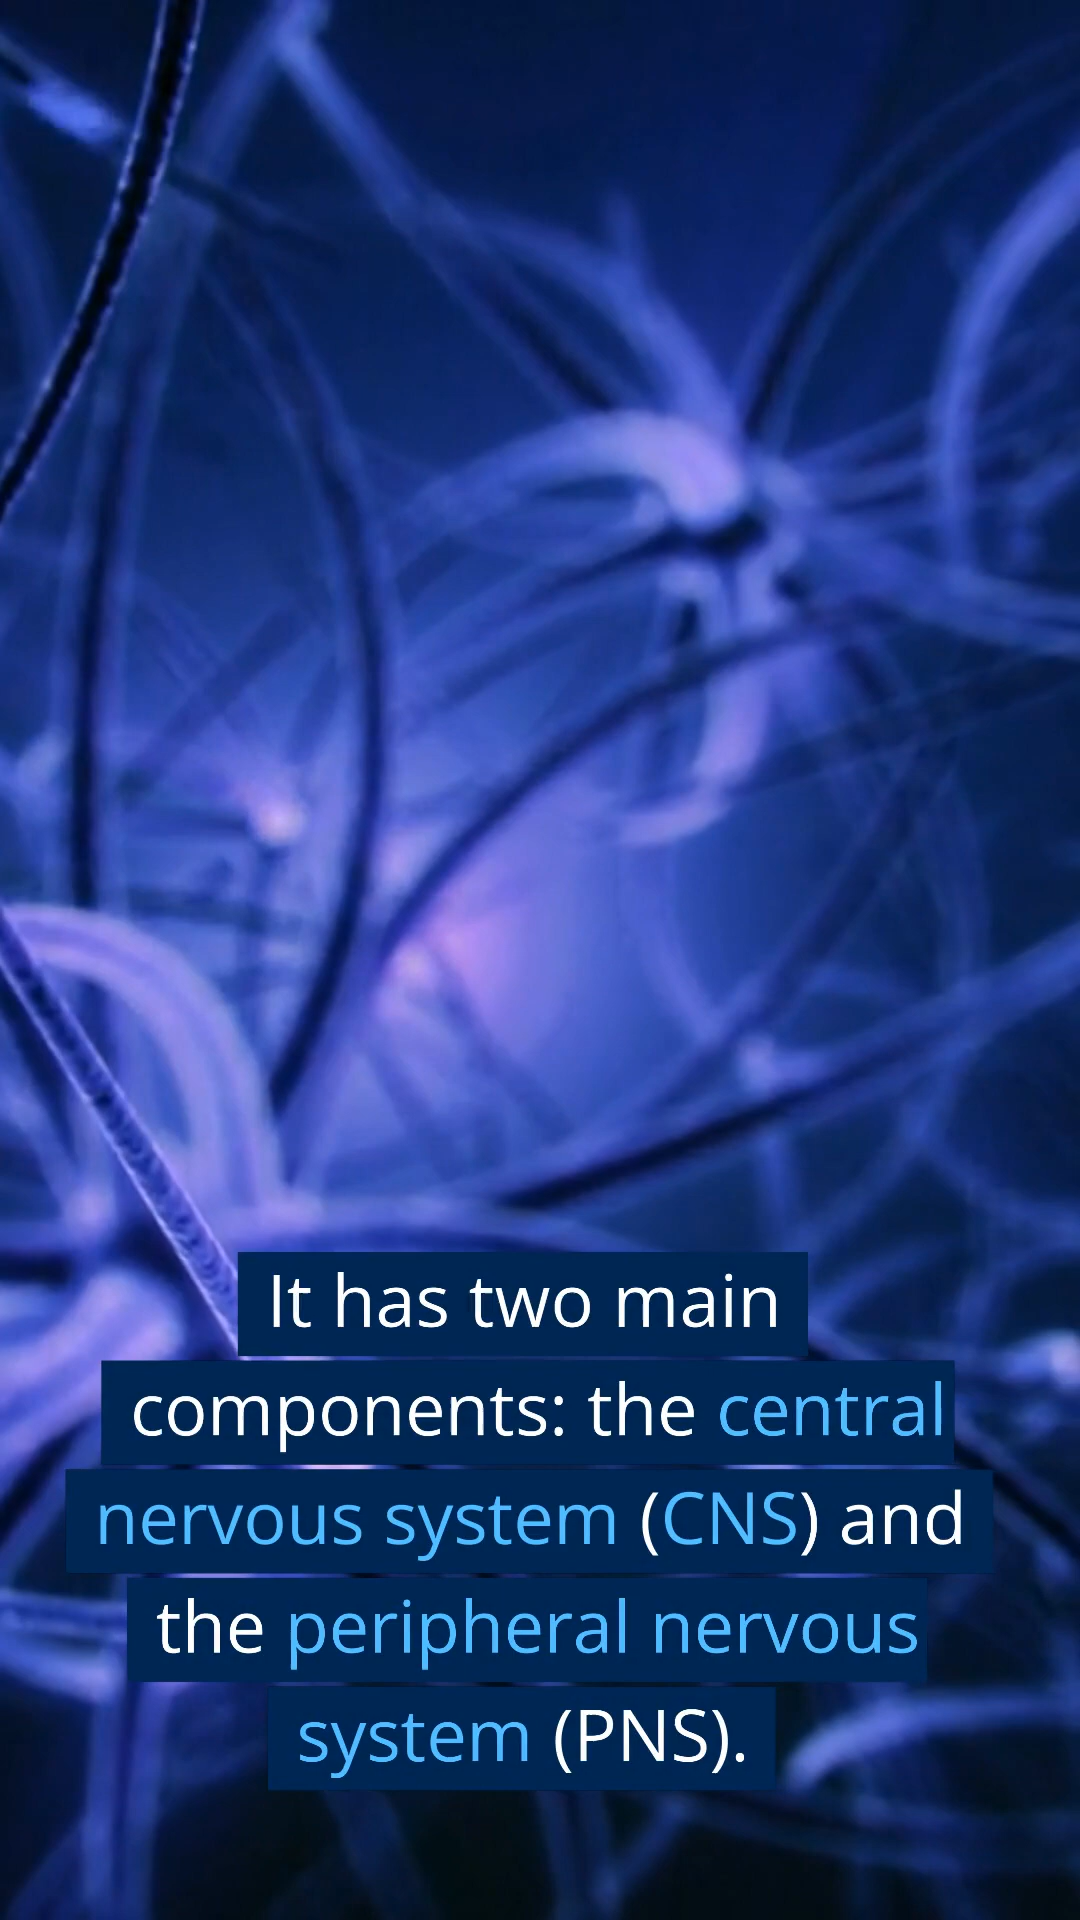 It has two main
components: the central
nervous system (CNS) and
the peripheral nervous
system (PNS).